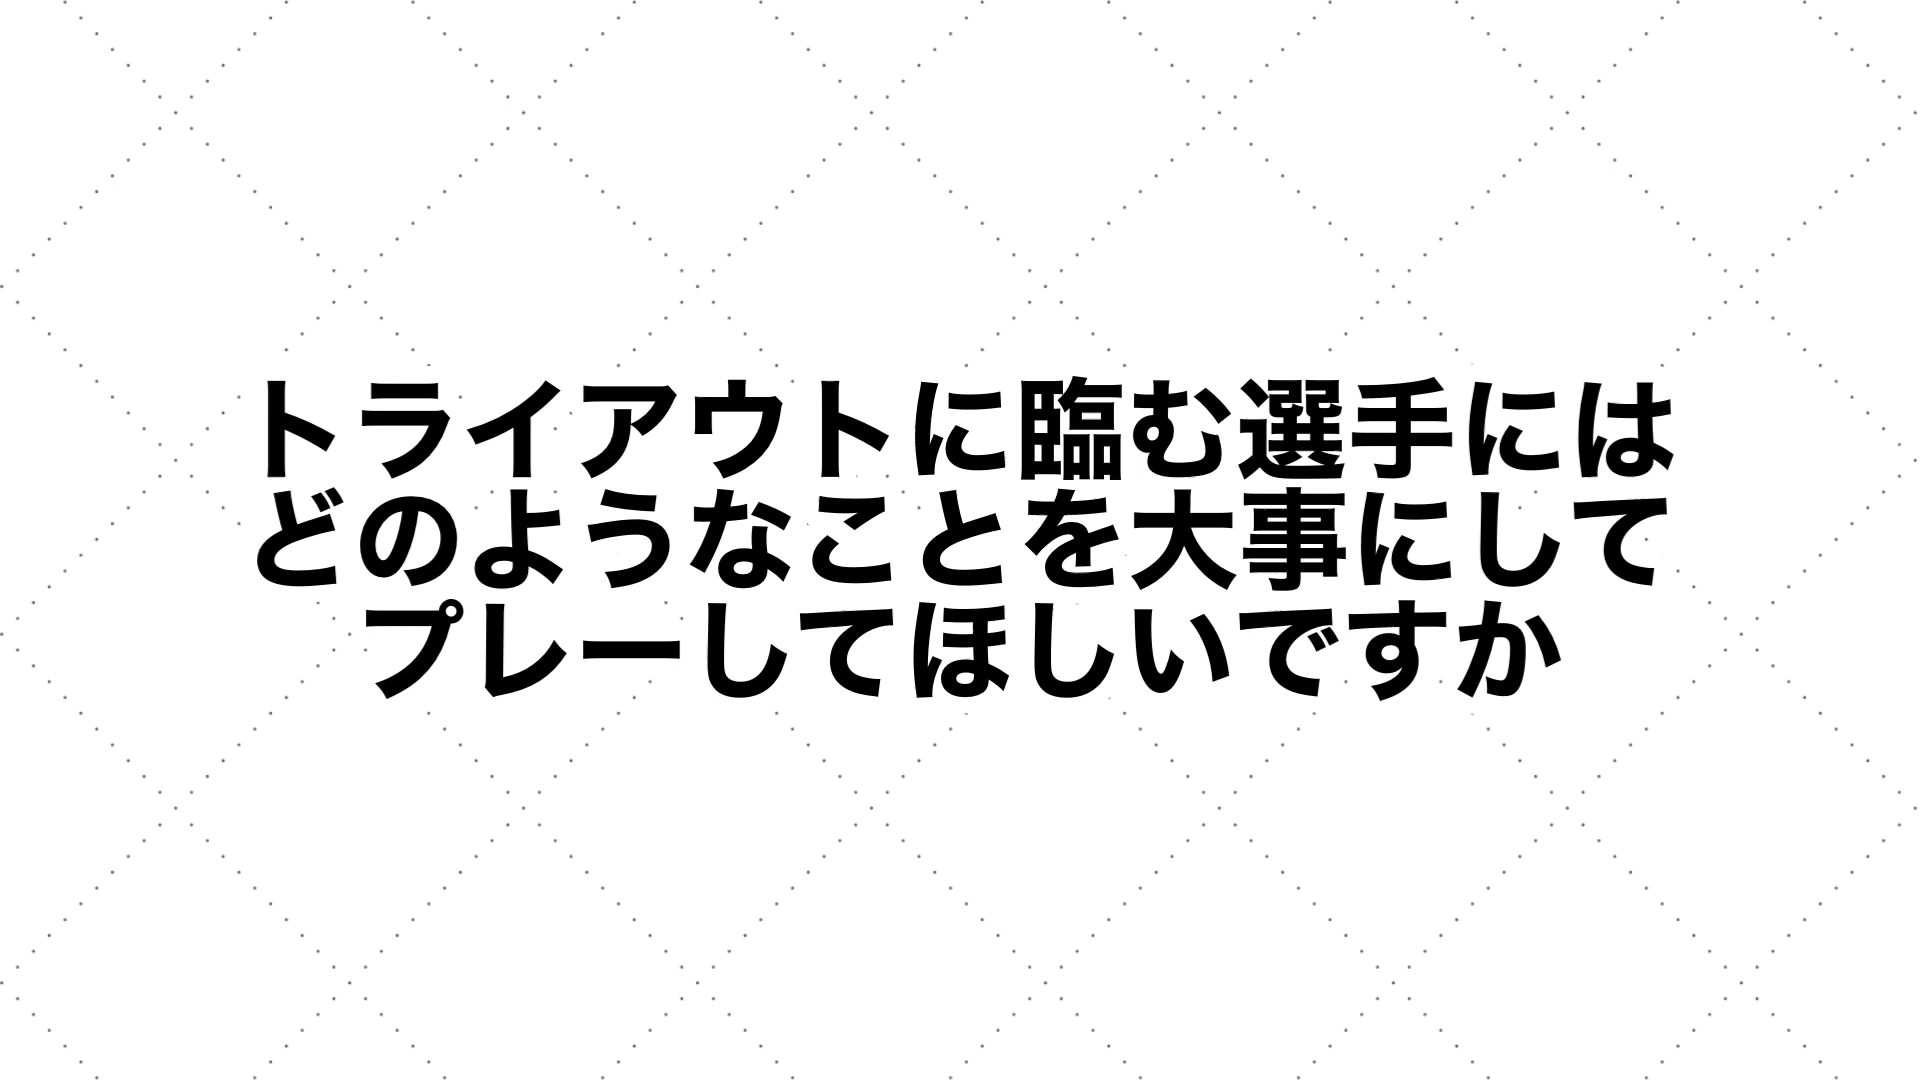 トライアウトに臨む選手には
どのようなことを大事にして
プレーしてほしいですか